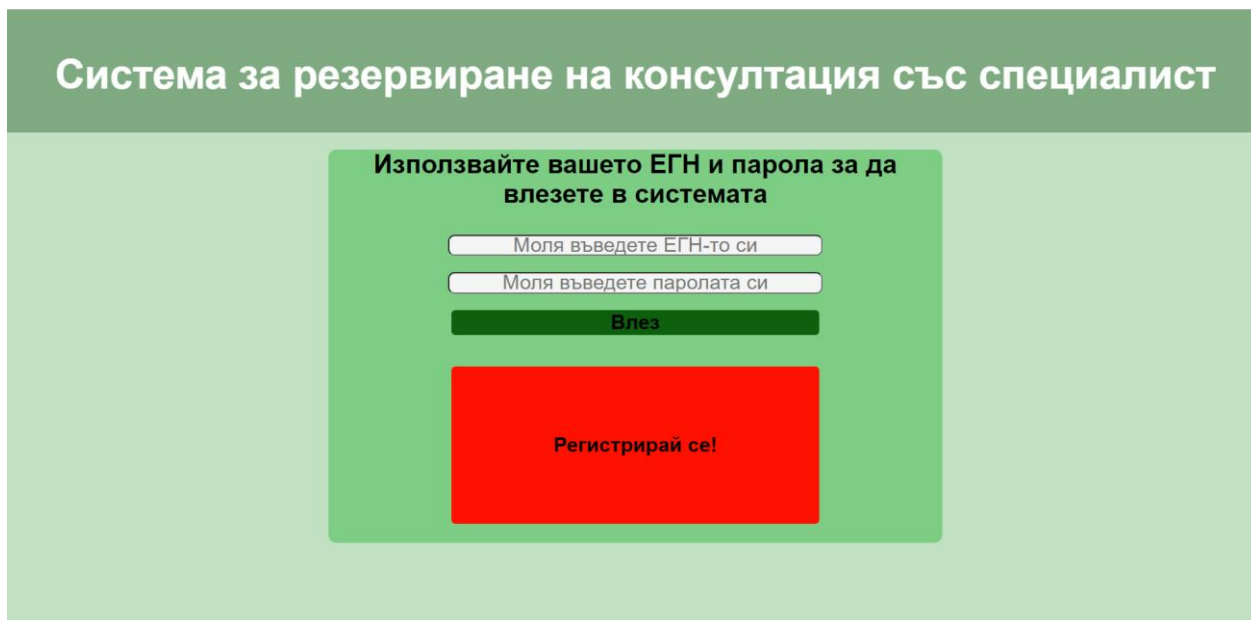 Система за резервиране на консултация със специалист
Използвайте вашето ЕГН и парола за да
влезете в системата
Моля въведете ЕГН-то си
Моля въведете паролата си
Влез
Регистрирай се!